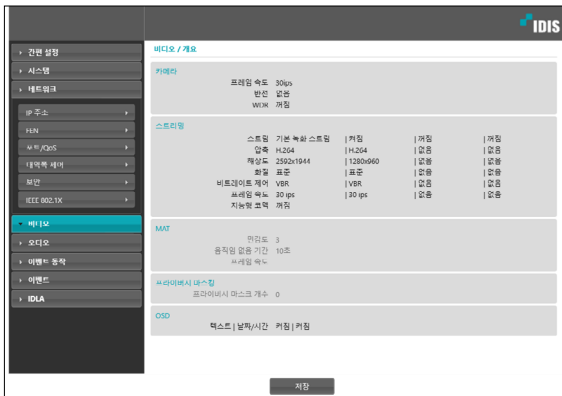 IDIS
간편 설정
시스템
네트워크
IP 주소
FEN
포트/QoS
대역폭 제어
보안
IEEE 802.1X
비디오
오디오
이벤트 동작
이벤트
IDLA
비디오 / 개요
카메라
프레임 속도 30ips
반전 없음
WDR 꺼짐
스트리밍
스트림 기본 녹화 스트림 | 켜짐 | 꺼짐 | 꺼짐
압축 H.264 | H.264 | 없음 | 없음
해상도 2592x1944 | 1280x960 | 없음 | 없음
화질 표준 | 표준 | 없음 | 없음
비트레이트 제어 VBR | VBR | 없음 | 없음
프레임 속도 30 ips | 30 ips | 없음 | 없음
지능형 코덱 꺼짐
MAT
민감도 3
움직임 없음 기간 10초
프레임 속도
프라이버시 마스킹
프라이버시 마스크 개수 0
OSD
텍스트 | 날짜/시간 켜짐 | 켜짐
저장